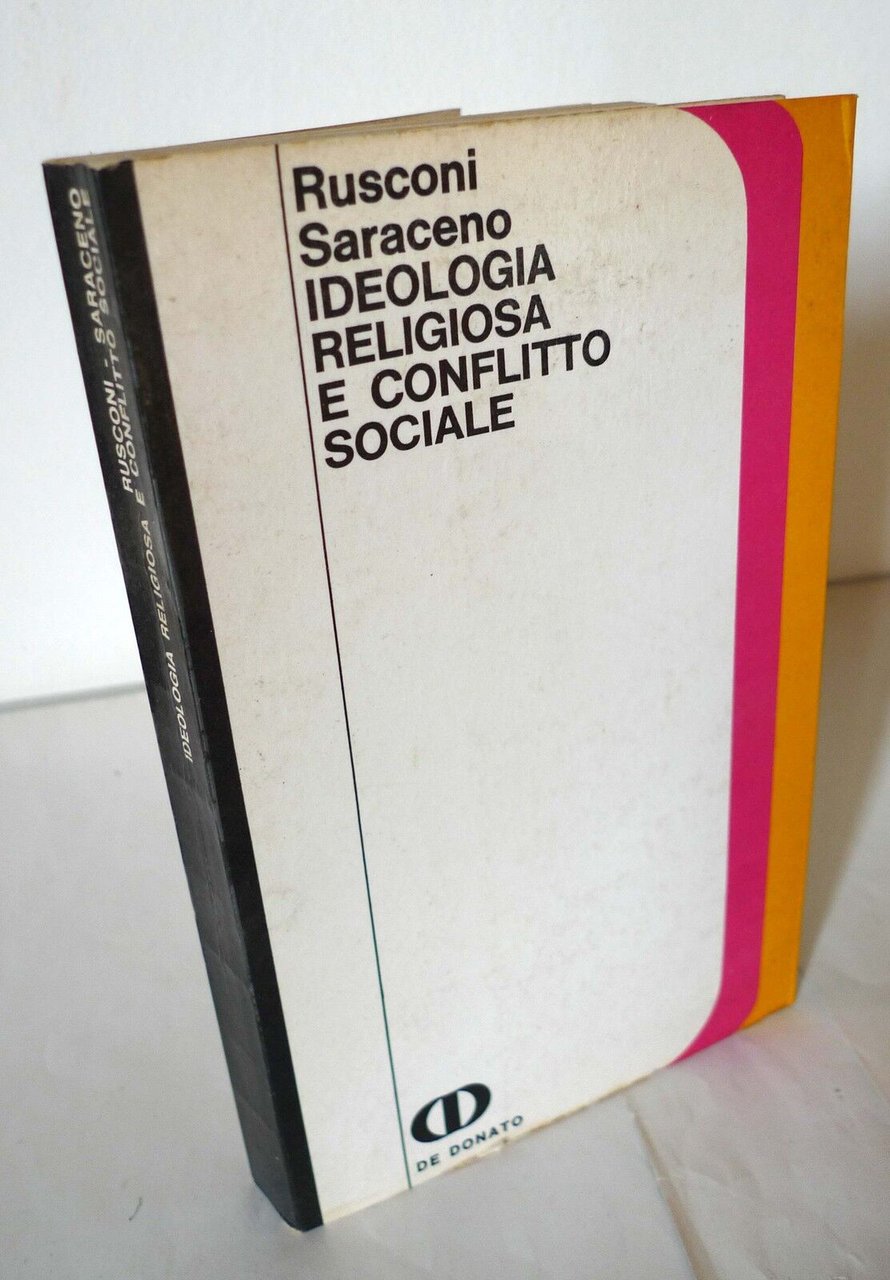 Rusconi
Saraceno
IDEOLOGIA
RELIGIOSA
E CONFLITTO
SOCIALE
DE DONATO
RUSCONI - SARACENO
IDEOLOGIA RELIGIOSA E CONFLITTO SOCIALE